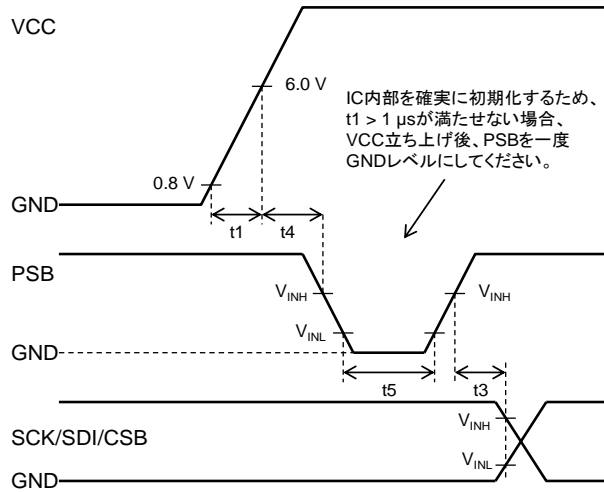 VCC
6.0 V
IC内部を確実に初期化するため、
t1 > 1 µsが満たせない場合、
VCC立ち上げ後、PSBを一度
GNDレベルにしてください。
0.8 V
GND
t1
t4
PSB
VINH
VINH
VINL
GND
t5
t3
SCK/SDI/CSB
VINH
VINL
GND